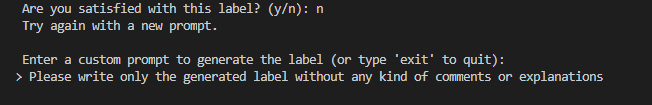 Are you satisfied with this label? (y/n): n
Try again with a new prompt.
Enter a custom prompt to generate the label (or type 'exit' to quit):
> Please write only the generated label without any kind of comments or explanations